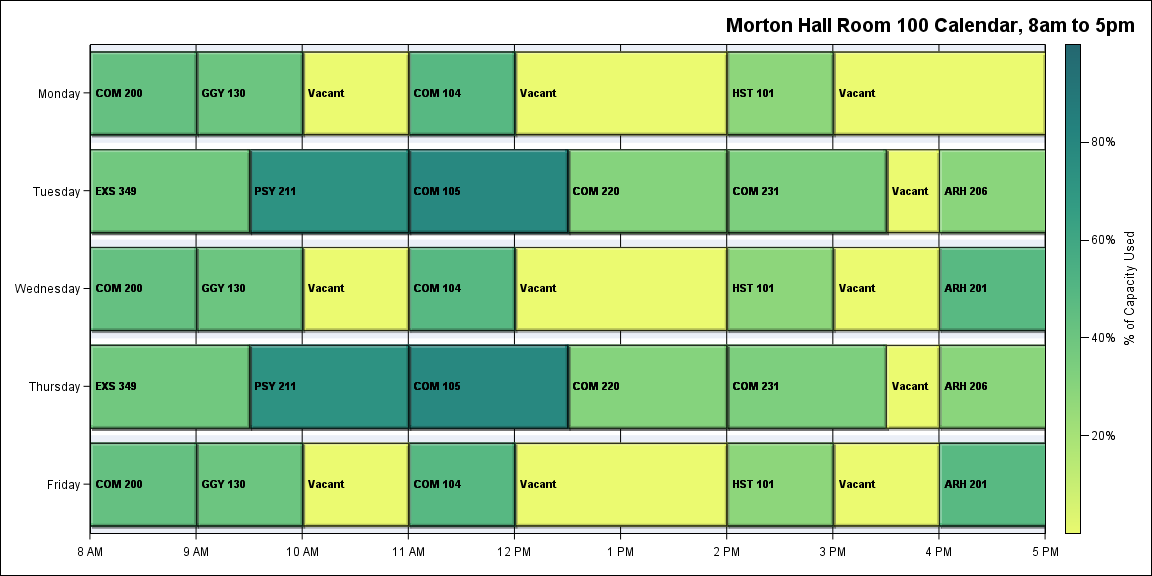 Morton Hall Room 100 Calendar, 8am to 5pm
Monday COM 200 GGY 130 Vacant COM 104 Vacant HST 101 Vacant
Tuesday EXS 349 PSY 211 COM 105 COM 220 COM 231 Vacant ARH 206
Wednesday COM 200 GGY 130 Vacant COM 104 Vacant HST 101 Vacant ARH 201
Thursday EXS 349 PSY 211 COM 105 COM 220 COM 231 Vacant ARH 206
Friday COM 200 GGY 130 Vacant COM 104 Vacant HST 101 Vacant ARH 201
8 AM 9 AM 10 AM 11 AM 12 PM 1 PM 2 PM 3 PM 4 PM 5 PM
80%
60%
40%
20%
% of Capacity Used